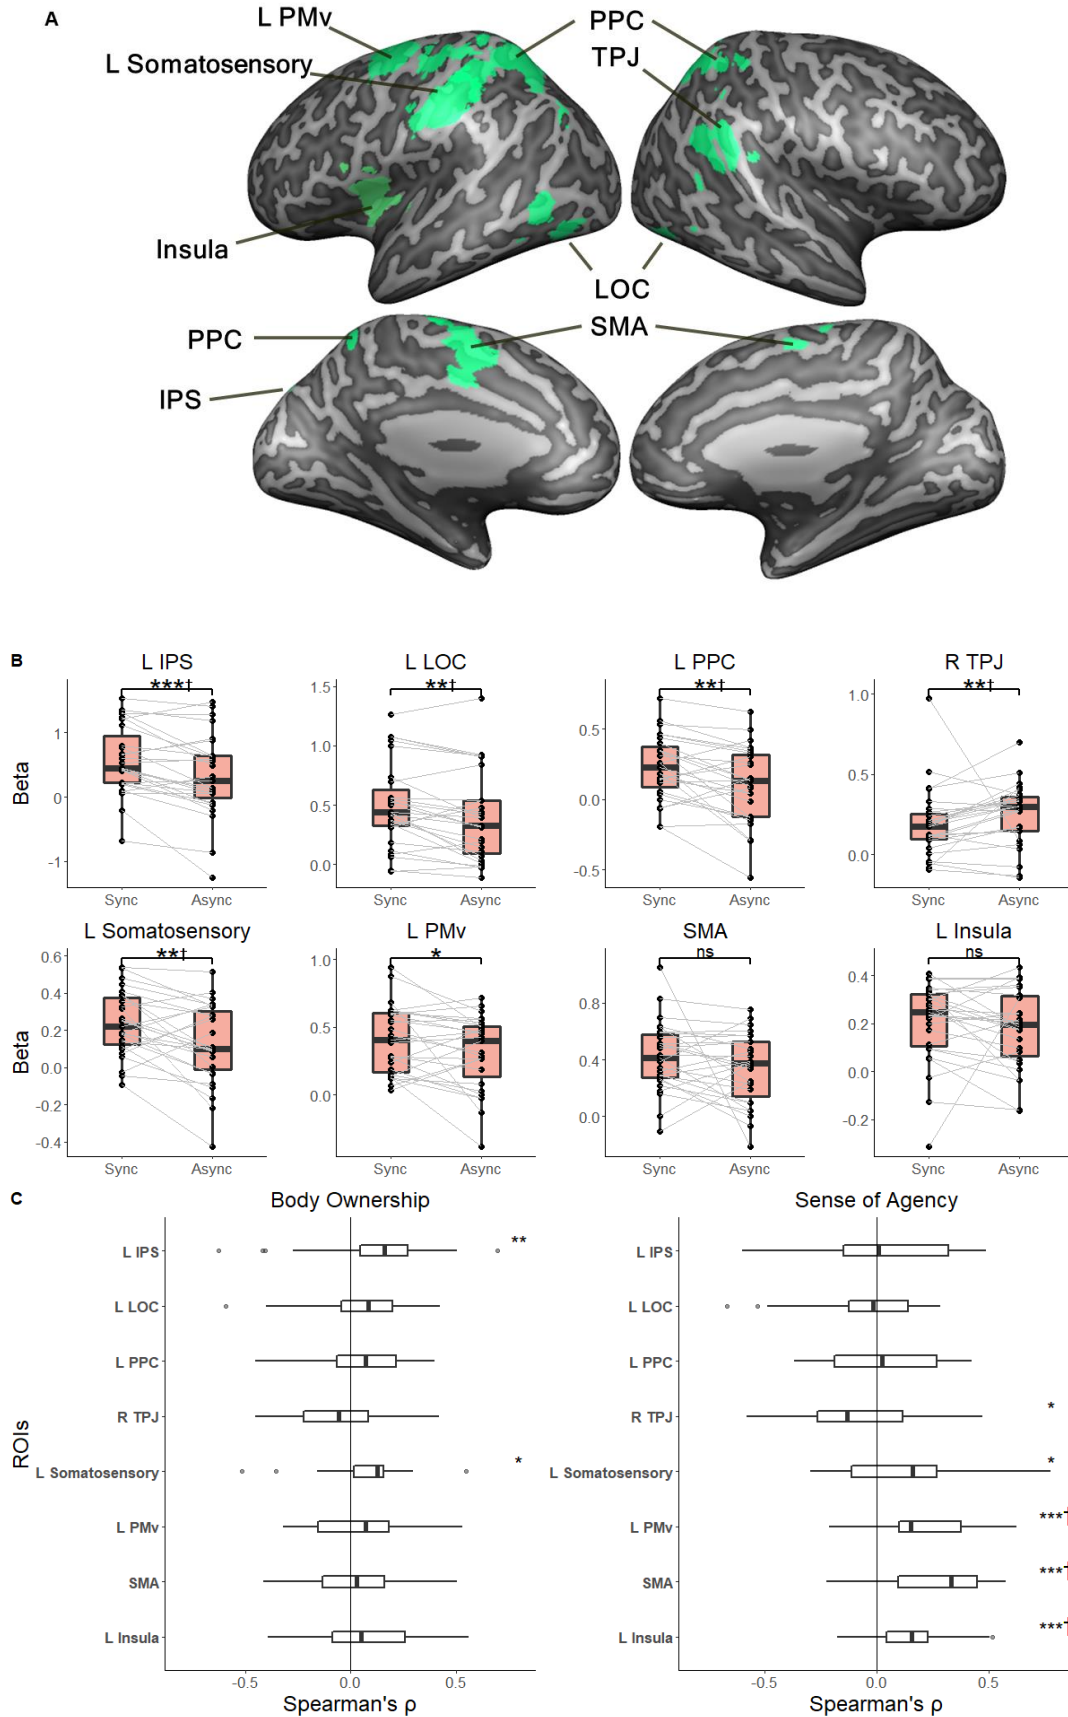 A
L PMv
PPC
L Somatosensory
TPJ
Insula
LOC
SMA
PPC
IPS
B
L IPS
L LOC
L PPC
R TPJ
***†
**†
**†
**†
Beta
1
0
-1
1.5
1.0
0.5
0.0
0.5
0.0
-0.5
1.0
0.5
0.0
Sync Async
Sync Async
Sync Async
Sync Async
L Somatosensory
L PMv
SMA
L Insula
**†
*
ns
ns
Beta
0.6
0.4
0.2
0.0
-0.2
-0.4
1.0
0.5
0.0
0.8
0.4
0.0
0.4
0.2
0.0
-0.2
Sync Async
Sync Async
Sync Async
Sync Async
C
Body Ownership
ROIs
L IPS **
L LOC
L PPC
R TPJ
L Somatosensory *
L PMv
SMA
L Insula
-0.5 0.0 0.5
Spearman's ρ
Sense of Agency
L IPS
L LOC
L PPC
R TPJ *
L Somatosensory *
L PMv ***†
SMA ***†
L Insula ***†
-0.5 0.0 0.5
Spearman's ρ